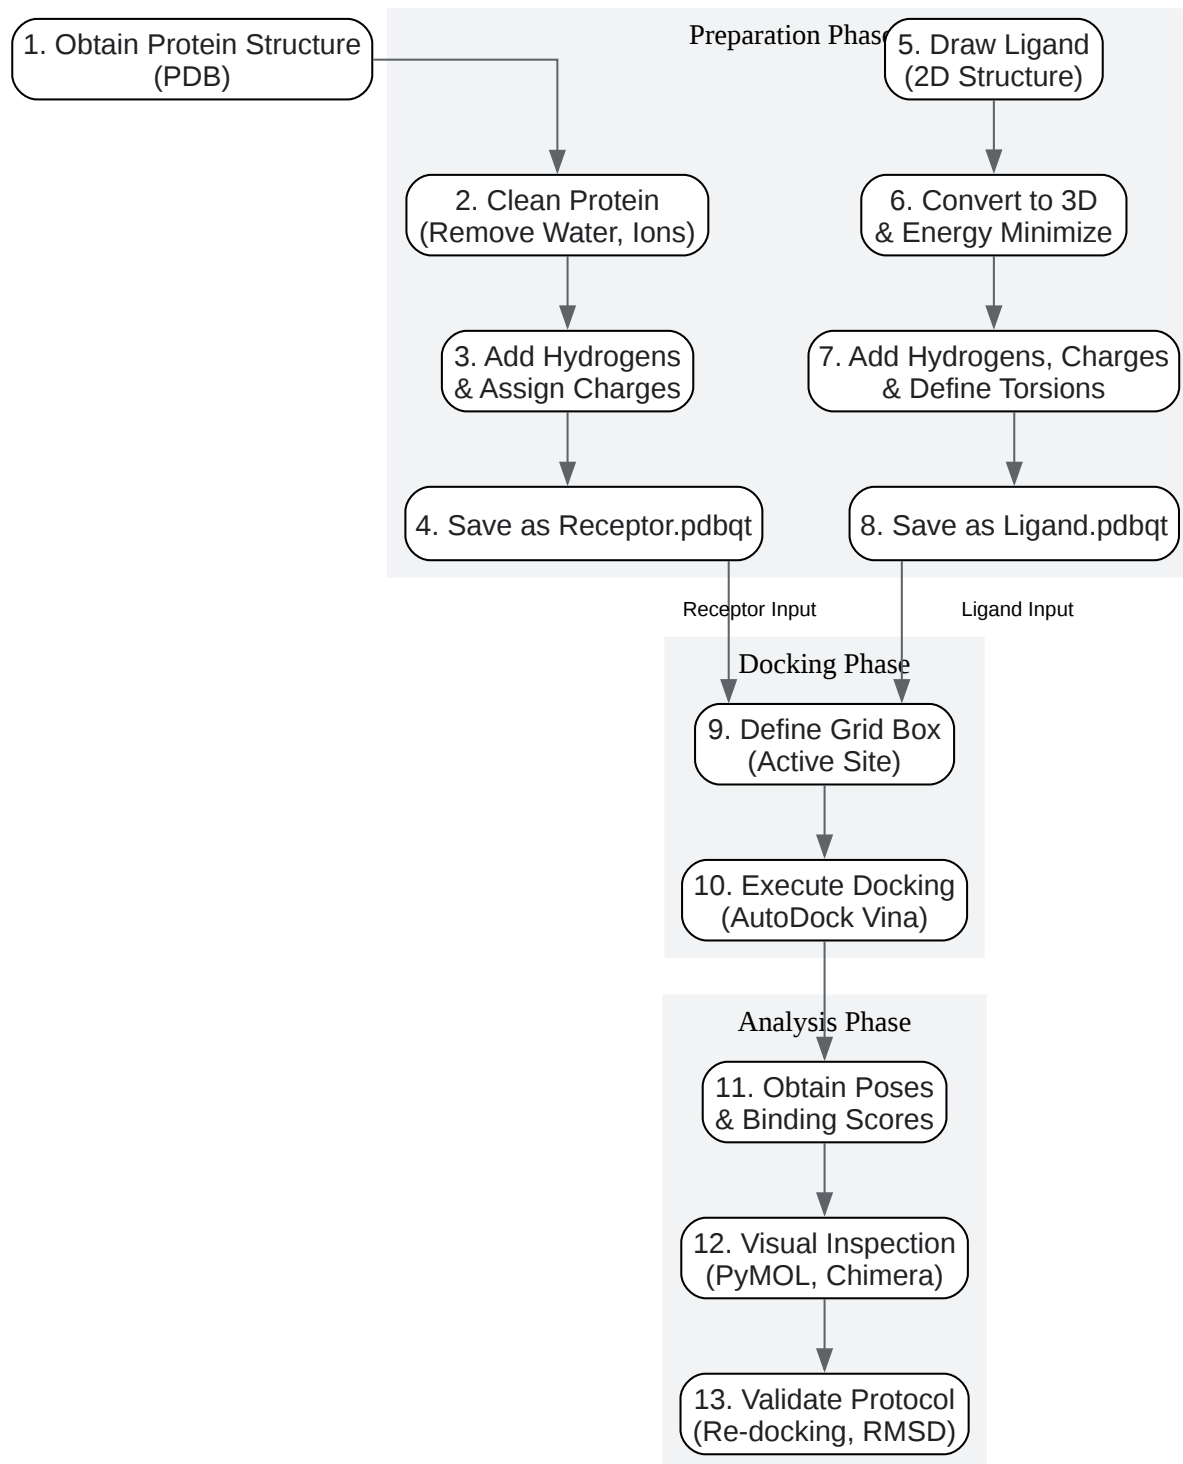 1. Obtain Protein Structure
(PDB)
Preparation Phase
5. Draw Ligand
(2D Structure)
2. Clean Protein
(Remove Water, Ions)
6. Convert to 3D
& Energy Minimize
3. Add Hydrogens
& Assign Charges
7. Add Hydrogens, Charges
& Define Torsions
4. Save as Receptor.pdbqt
8. Save as Ligand.pdbqt
Receptor Input
Ligand Input
Docking Phase
9. Define Grid Box
(Active Site)
10. Execute Docking
(AutoDock Vina)
Analysis Phase
11. Obtain Poses
& Binding Scores
12. Visual Inspection
(PyMOL, Chimera)
13. Validate Protocol
(Re-docking, RMSD)